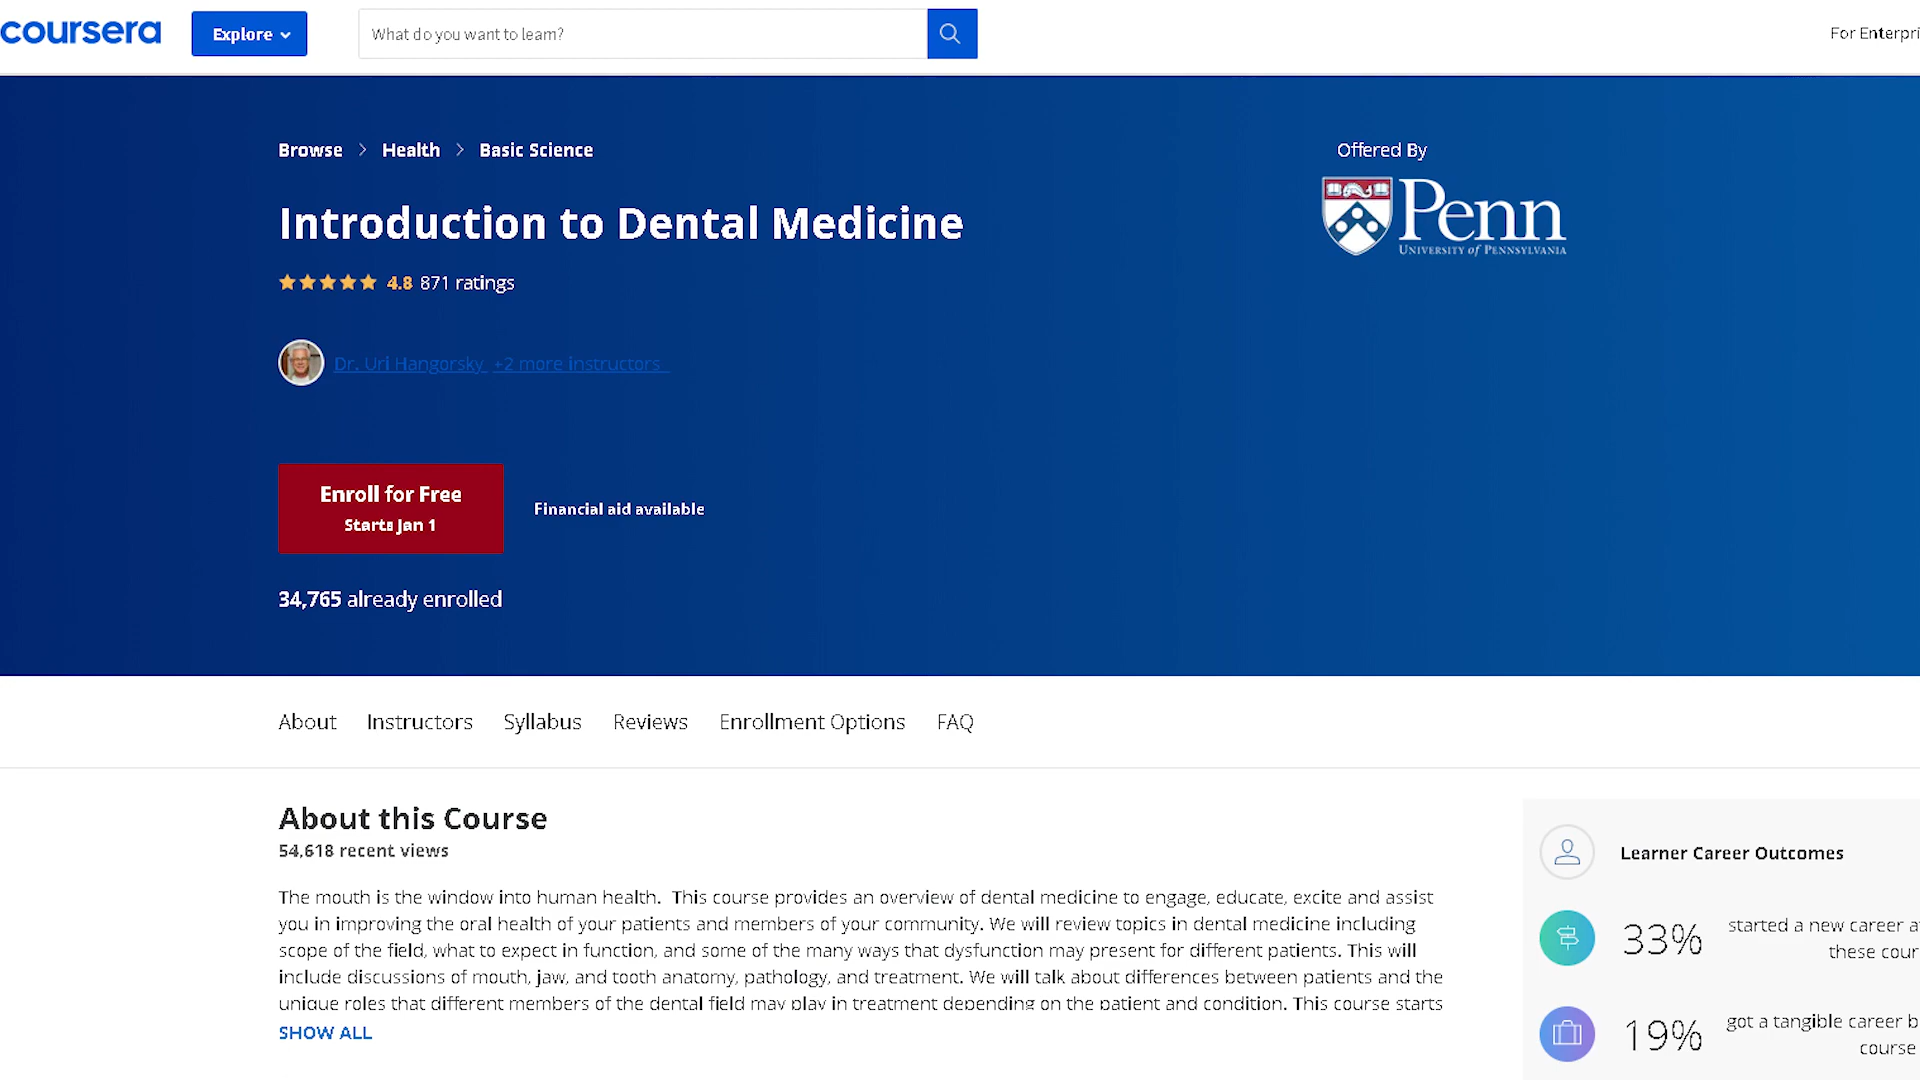 coursera
Explore
What do you want to learn?
For Enterpri
Browse > Health > Basic Science
Offered By
Penn
UNIVERSITY of PENNSYLVANIA
Introduction to Dental Medicine
4.8 871 ratings
Dr. Uri Hangorsky +2 more instructors
Enroll for Free
Starts Jan 1
Financial aid available
34,765 already enrolled
About Instructors Syllabus Reviews Enrollment Options FAQ
About this Course
54,618 recent views
The mouth is the window into human health. This course provides an overview of dental medicine to engage, educate, excite and assist
you in improving the oral health of your patients and members of your community. We will review topics in dental medicine including
scope of the field, what to expect in function, and some of the many ways that dysfunction may present for different patients. This will
include discussions of mouth, jaw, and tooth anatomy, pathology, and treatment. We will talk about differences between patients and the
unique roles that different members of the dental field may play in treatment depending on the patient and condition. This course starts
SHOW ALL
Learner Career Outcomes
33%
started a new career a
these cour
19%
got a tangible career b
course